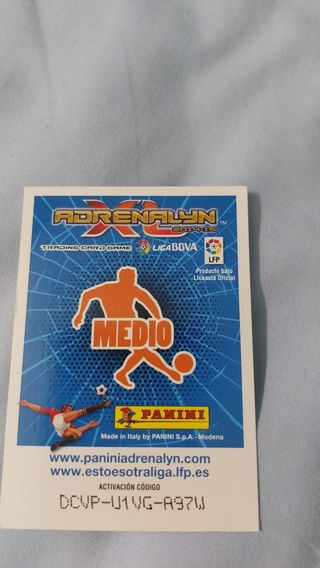 ADRENALYN XL™
2014-15
TRADING CARD GAME LIGA BBVA LFP
Producto bajo
Licencia Oficial
MEDIO
PANINI
Made in Italy by PANINI S.p.A. - Modena
www.paniniadrenalyn.com
www.estoesotraliga.lfp.es
ACTIVACIÓN CÓDIGO
DCVP-U1VG-A97W